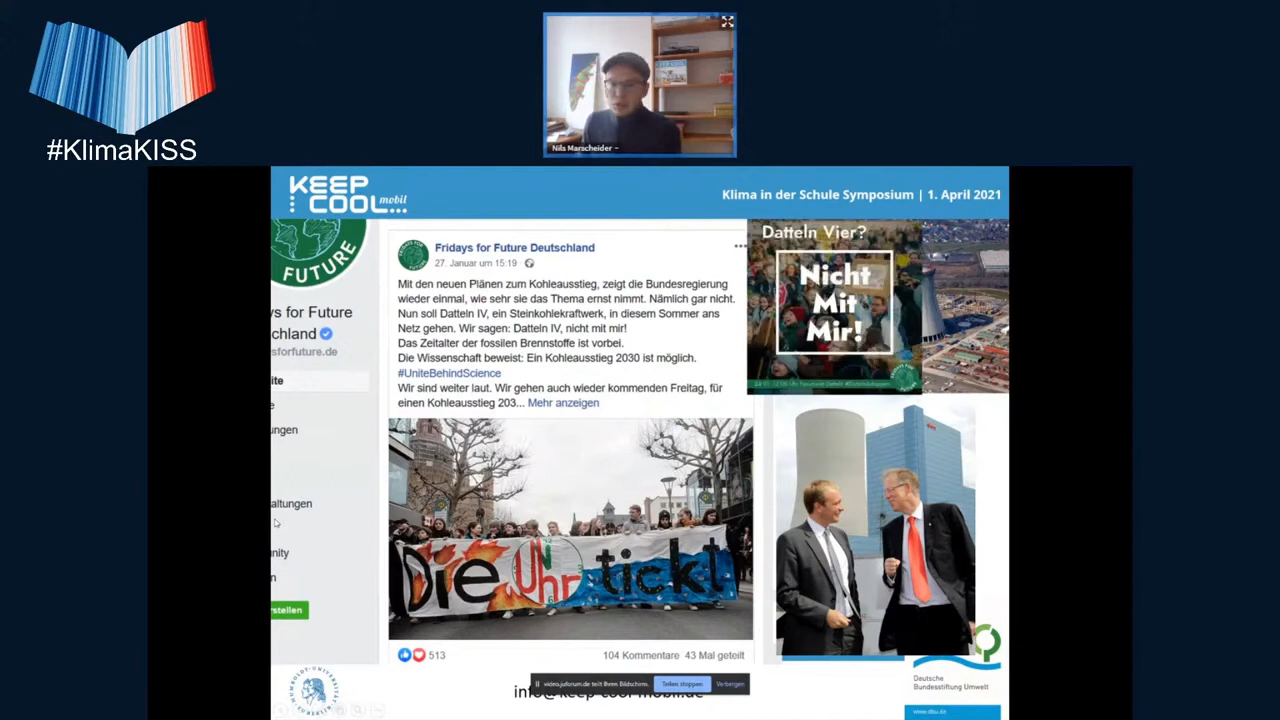 #KlimaKISS
Nils Marscheider
KEEP
COOL mobil...
Klima in der Schule Symposium | 1. April 2021
FUTURE
ys for Future
chland
sforfuture.de
ite
e
ungen
altungen
nity
n
rstellen
Fridays for Future Deutschland
27. Januar um 15:19
Mit den neuen Plänen zum Kohleausstieg, zeigt die Bundesregierung
wieder einmal, wie sehr sie das Thema ernst nimmt. Nämlich gar nicht.
Nun soll Datteln IV, ein Steinkohlekraftwerk, in diesem Sommer ans
Netz gehen. Wir sagen: Datteln IV, nicht mit mir!
Das Zeitalter der fossilen Brennstoffe ist vorbei.
Die Wissenschaft beweist: Ein Kohleausstieg 2030 ist möglich.
#UniteBehindScience
Wir sind weiter laut. Wir gehen auch wieder kommenden Freitag, für
einen Kohleausstieg 203... Mehr anzeigen
Die Uhr tickt
513
104 Kommentare 43 Mal geteilt
Datteln Vier?
Nicht
Mit
Mir!
Deutsche
Bundesstiftung Umwelt
www.dbu.de
video.juforum.de teilt Ihren Bildschirm.
Teilen stoppen
Verbergen